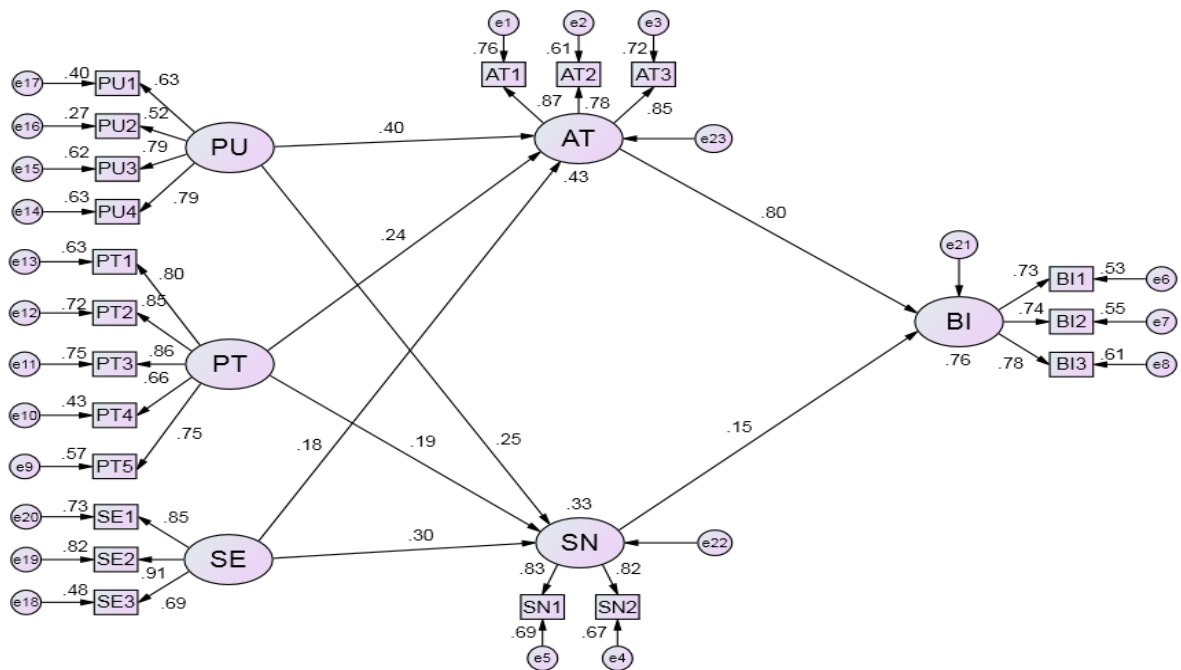 e1
e2
e3
.76
.61
.72
AT1
AT2
AT3
.87
.78
.85
AT
e23
.43
e17
.40
PU1
.63
e16
.27
PU2
.52
e15
.62
PU3
.79
e14
.63
PU4
.79
PU
.40
e13
.63
PT1
.80
e12
.72
PT2
.85
e11
.75
PT3
.86
e10
.43
PT4
.66
e9
.57
PT5
.75
PT
.24
.19
.25
.18
e20
.73
SE1
.85
e19
.82
SE2
.91
e18
.48
SE3
.69
SE
.30
.80
.15
e21
BI
.76
.73
BI1
.53
e6
.74
BI2
.55
e7
.78
BI3
.61
e8
.33
SN
e22
.83
.82
SN1
SN2
.69
.67
e5
e4